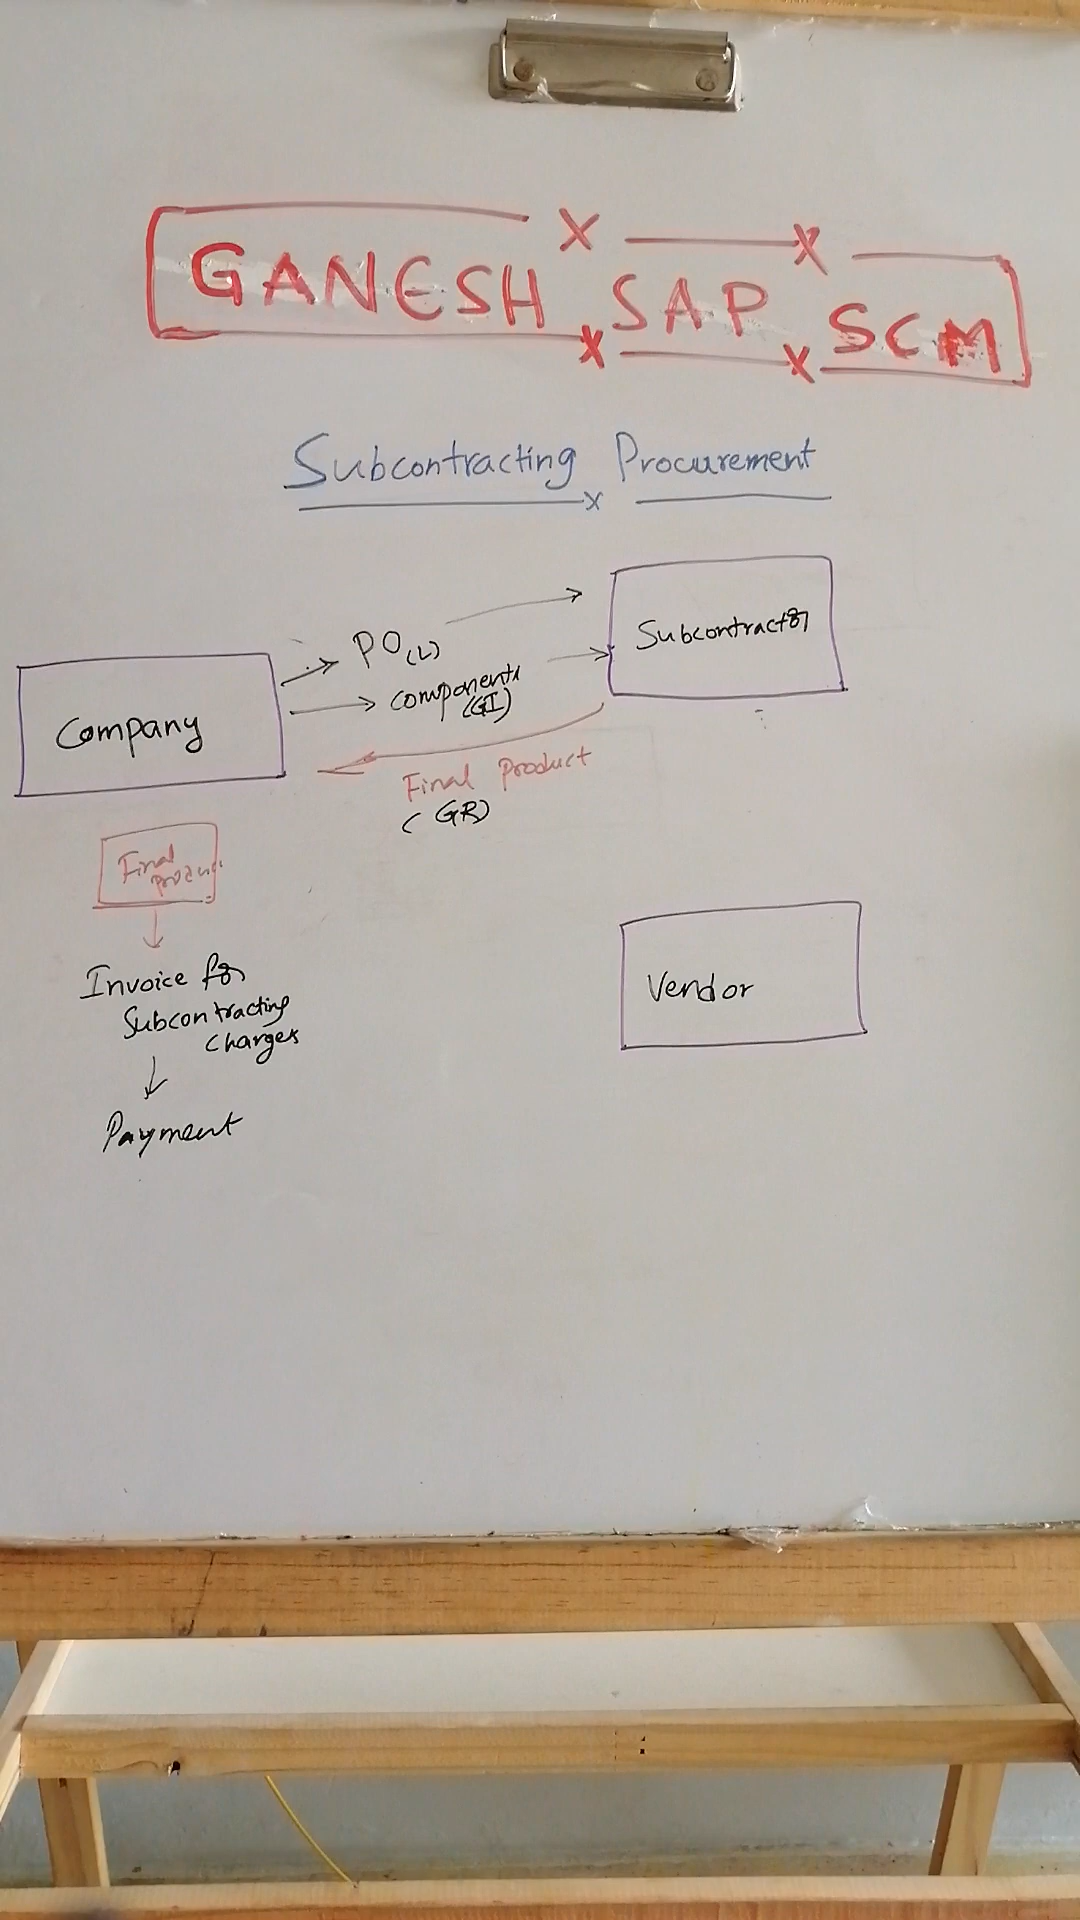 GANESH SAP SCM
Subcontracting Procurement
Company
PO (L)
Components
(GI)
Subcontractor
Final Product
(GR)
Final
Product
Invoice for
Subcontracting
Charges
Payment
Vendor